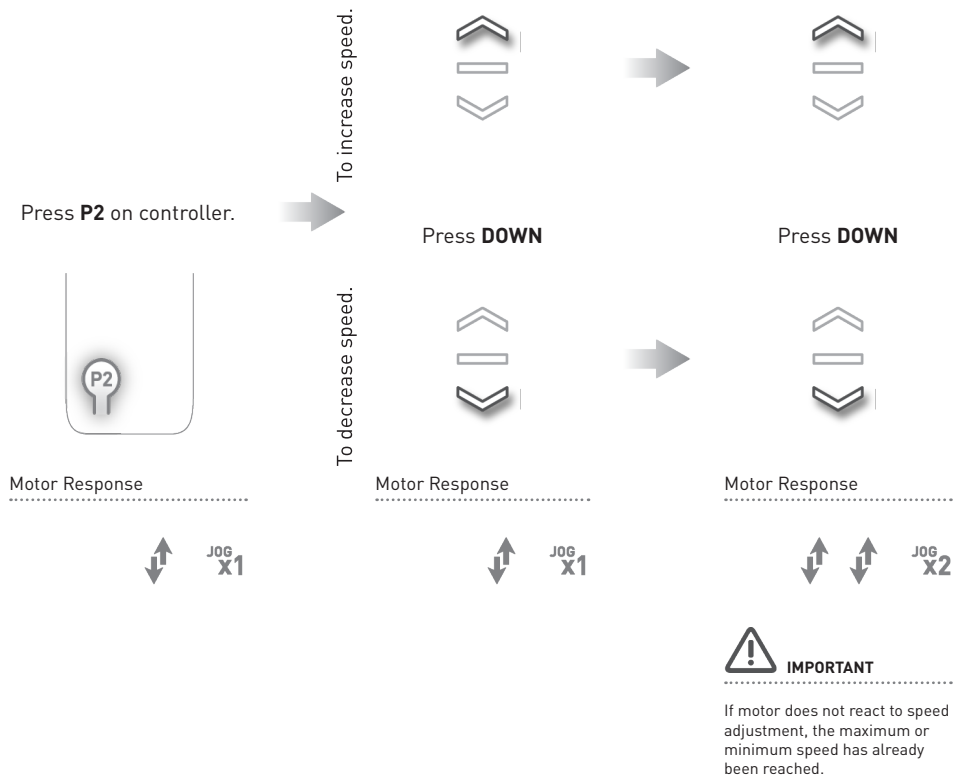 To increase speed.
Press P2 on controller.
Press DOWN
Press DOWN
To decrease speed.
P2
Motor Response
JOG
x1
Motor Response
JOG
x1
Motor Response
JOG
x2
IMPORTANT
If motor does not react to speed
adjustment, the maximum or
minimum speed has already
been reached.